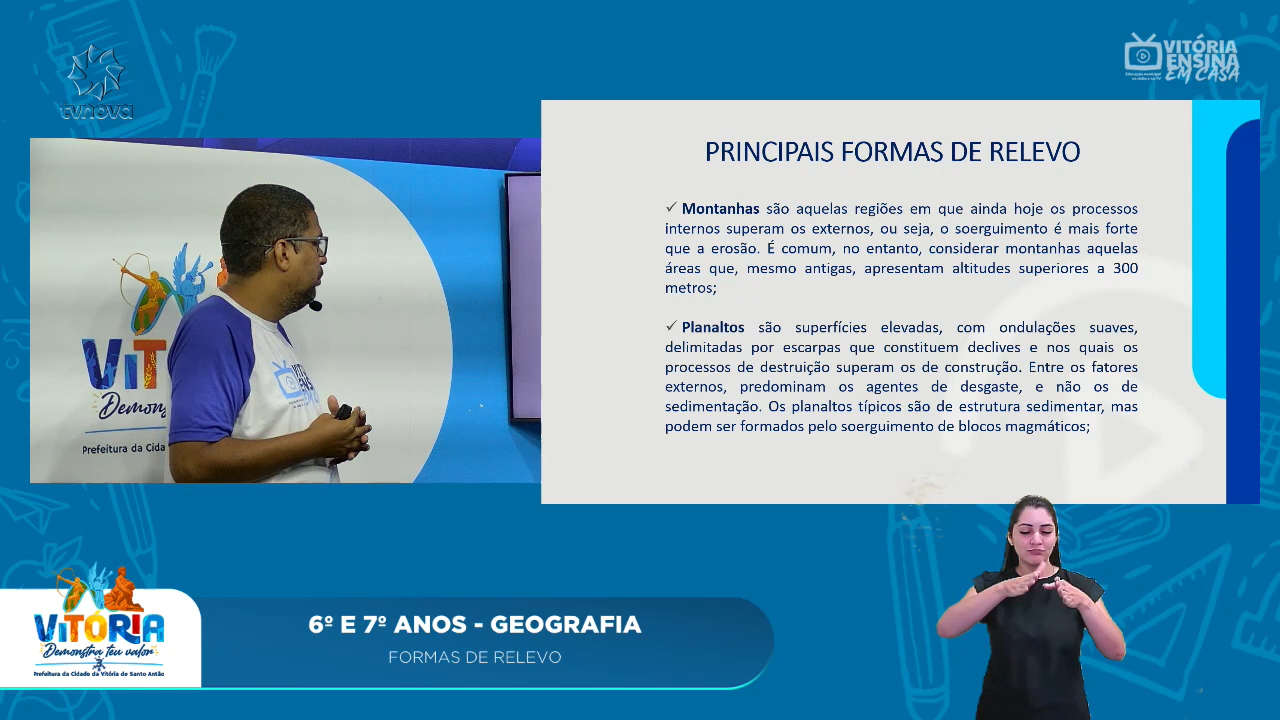 tvnova
VITÓRIA
ENSINA
EM CASA
PRINCIPAIS FORMAS DE RELEVO
✓ Montanhas são aquelas regiões em que ainda hoje os processos
internos superam os externos, ou seja, o soerguimento é mais forte
que a erosão. É comum, no entanto, considerar montanhas aquelas
áreas que, mesmo antigas, apresentam altitudes superiores a 300
metros;
✓ Planaltos são superfícies elevadas, com ondulações suaves,
delimitadas por escarpas que constituem declives e nos quais os
processos de destruição superam os de construção. Entre os fatores
externos, predominam os agentes de desgaste, e não os de
sedimentação. Os planaltos típicos são de estrutura sedimentar, mas
podem ser formados pelo soerguimento de blocos magmáticos;
VIT
Demons
Prefeitura da Cida
VITÓRIA
Demonstra teu valor
Prefeitura da Cidade da Vitória de Santo Antão
6º E 7º ANOS - GEOGRAFIA
FORMAS DE RELEVO